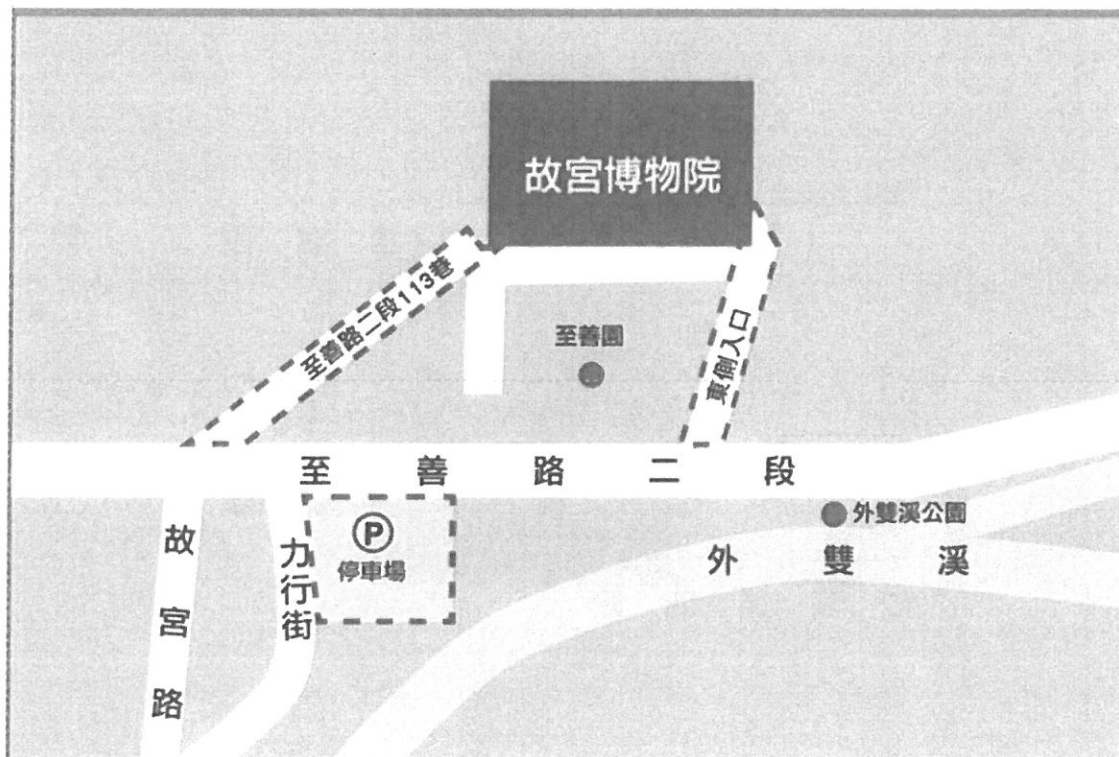 故宮博物院
至善路二段113巷
至善園
東側入口
至善路二段
外雙溪公園
外雙溪
P
停車場
力行街
故宮路